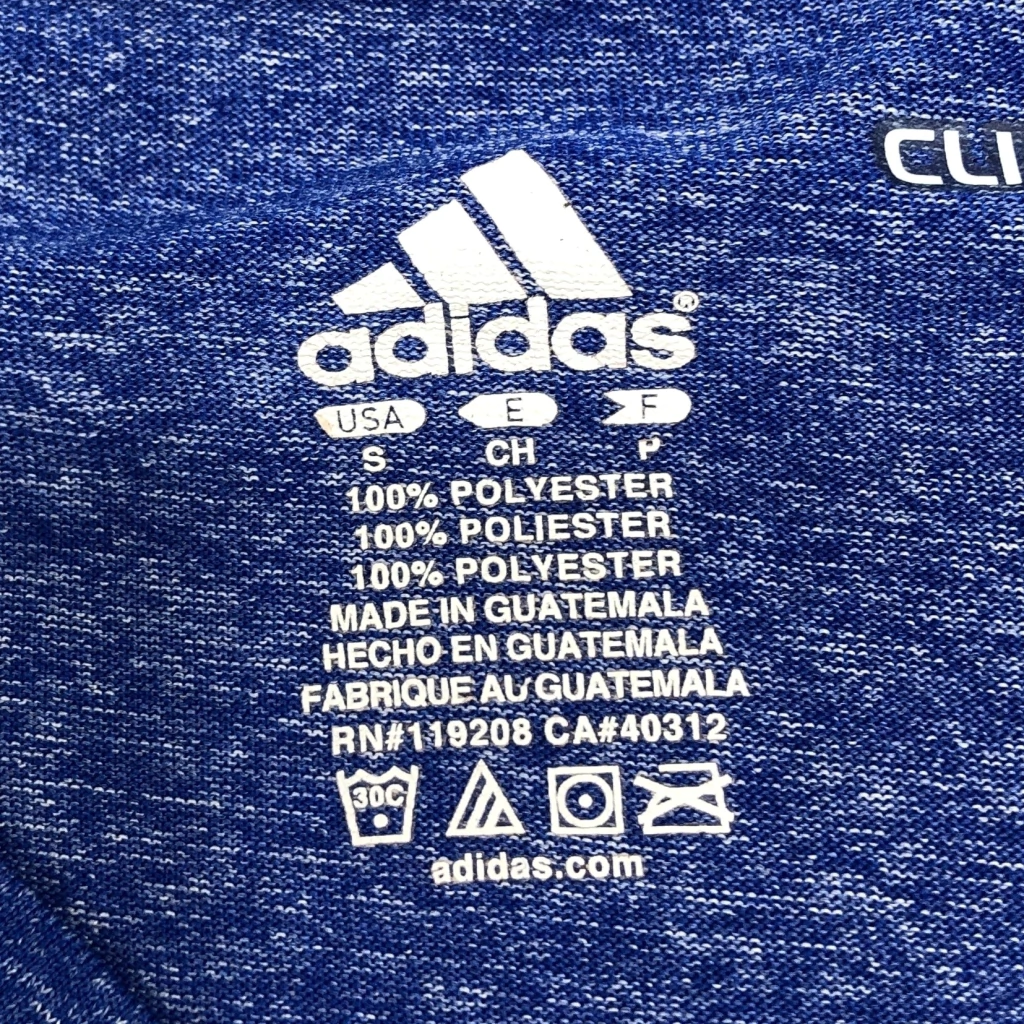 CLI
adidas®
USA E F
S CH P
100% POLYESTER
100% POLIESTER
100% POLYESTER
MADE IN GUATEMALA
HECHO EN GUATEMALA
FABRIQUE AU GUATEMALA
RN#119208 CA#40312
30C
adidas.com